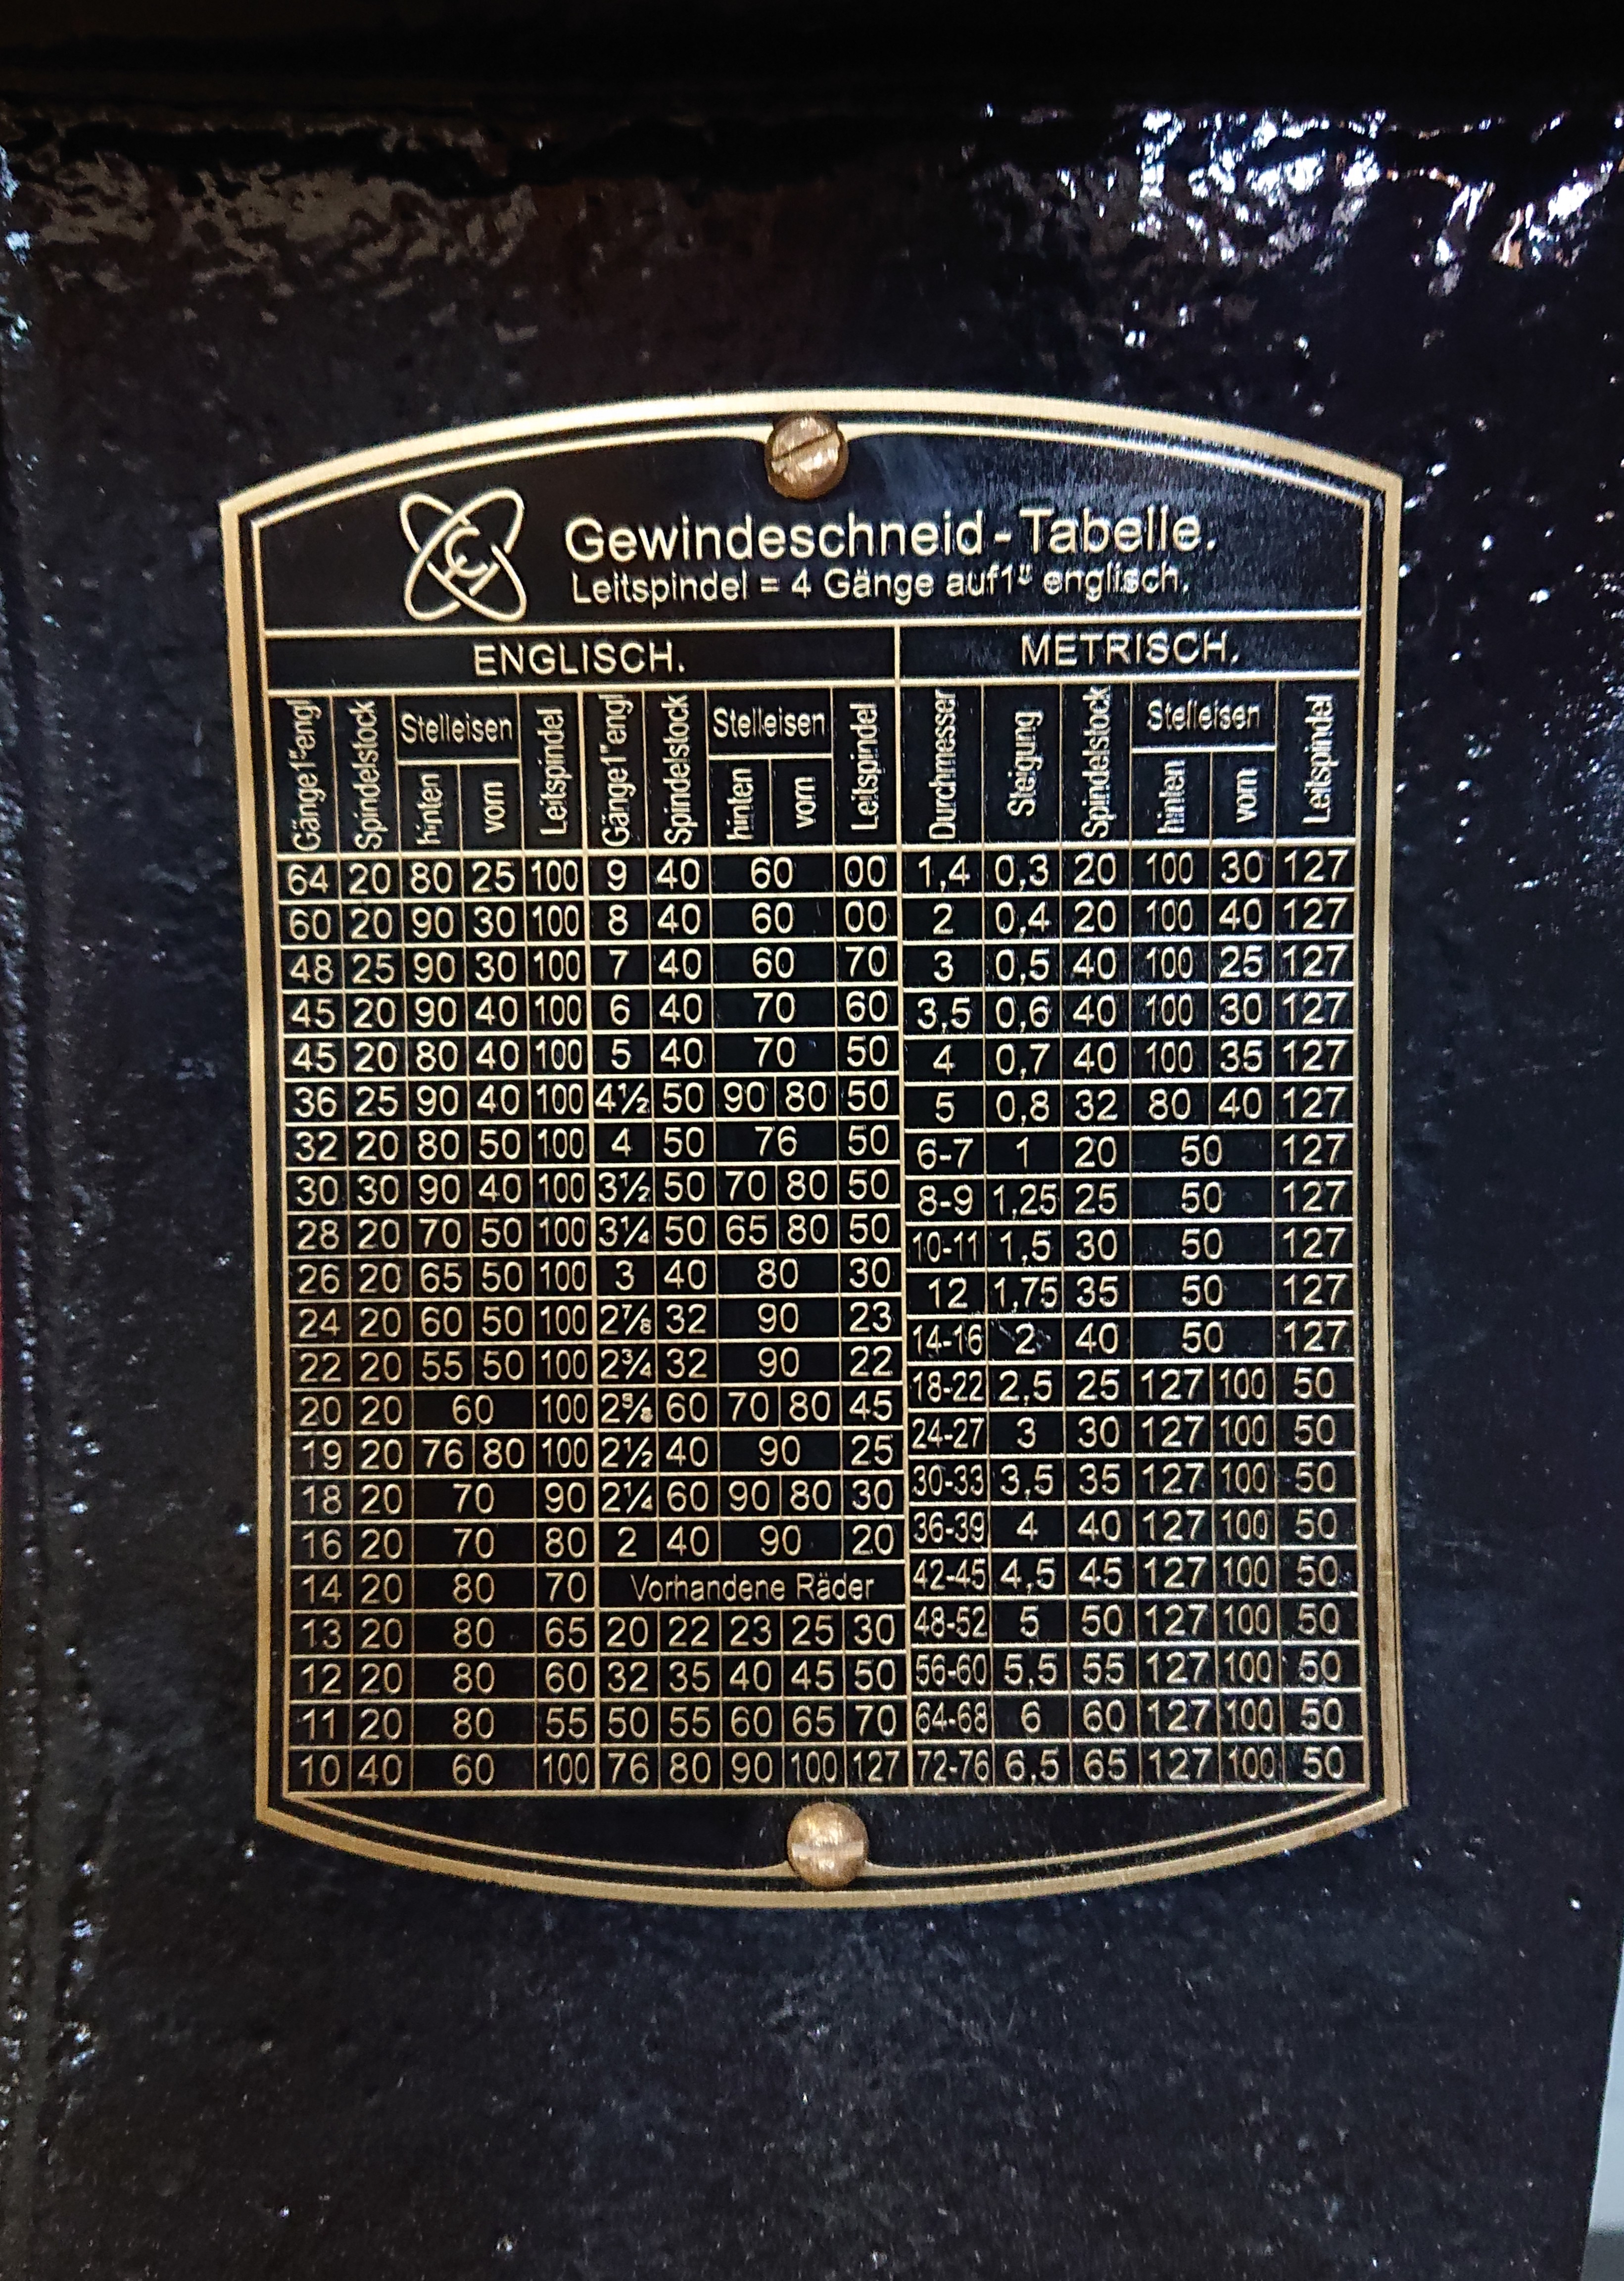 Gewindeschneid-Tabelle.
Leitspindel = 4 Gänge auf 1" englisch.
ENGLISCH. METRISCH.
Gänge 1" engl Spindelstock Stelleisen hinten vorn Leitspindel Gänge 1" engl Spindelstock Stelleisen hinten vorn Leitspindel Durchmesser Steigung Spindelstock Stelleisen hinten vorn Leitspindel
64 20 80 25 100 9 40 60 00 1,4 0,3 20 100 30 127
60 20 90 30 100 8 40 60 00 2 0,4 20 100 40 127
48 25 90 30 100 7 40 60 70 3 0,5 40 100 25 127
45 20 90 40 100 6 40 70 60 3,5 0,6 40 100 30 127
45 20 80 40 100 5 40 70 50 4 0,7 40 100 35 127
36 25 90 40 100 4½ 50 90 80 50 5 0,8 32 80 40 127
32 20 80 50 100 4 50 76 50 6-7 1 20 50 127
30 30 90 40 100 3½ 50 70 80 50 8-9 1,25 25 50 127
28 20 70 50 100 3¼ 50 65 80 50 10-11 1,5 30 50 127
26 20 65 50 100 3 40 80 30 12 1,75 35 50 127
24 20 60 50 100 2⅞ 32 90 23 14-16 2 40 50 127
22 20 55 50 100 2¾ 32 90 22 18-22 2,5 25 127 100 50
20 20 60 100 2⅝ 60 70 80 45 24-27 3 30 127 100 50
19 20 76 80 100 2½ 40 90 25 30-33 3,5 35 127 100 50
18 20 70 90 2¼ 60 90 80 30 36-39 4 40 127 100 50
16 20 70 80 2 40 90 20 42-45 4,5 45 127 100 50
14 20 80 70 Vorhandene Räder 48-52 5 50 127 100 50
13 20 80 65 20 22 23 25 30 56-60 5,5 55 127 100 50
12 20 80 60 32 35 40 45 50 64-68 6 60 127 100 50
11 20 80 55 50 55 60 65 70 72-76 6,5 65 127 100 50
10 40 60 100 76 80 90 100 127